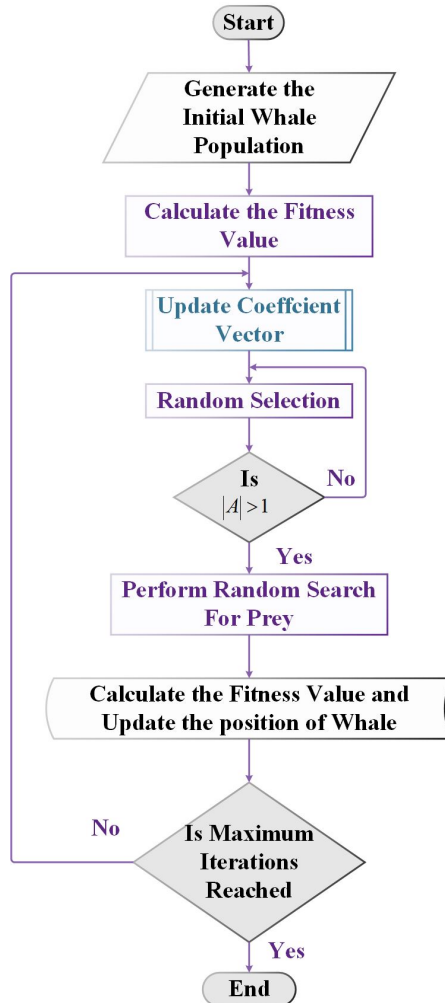 Start
Generate the
Initial Whale
Population
Calculate the Fitness
Value
Update Coeffcient
Vector
Random Selection
Is
|A|>1
No
Yes
Perform Random Search
For Prey
Calculate the Fitness Value and
Update the position of Whale
No
Is Maximum
Iterations
Reached
Yes
End